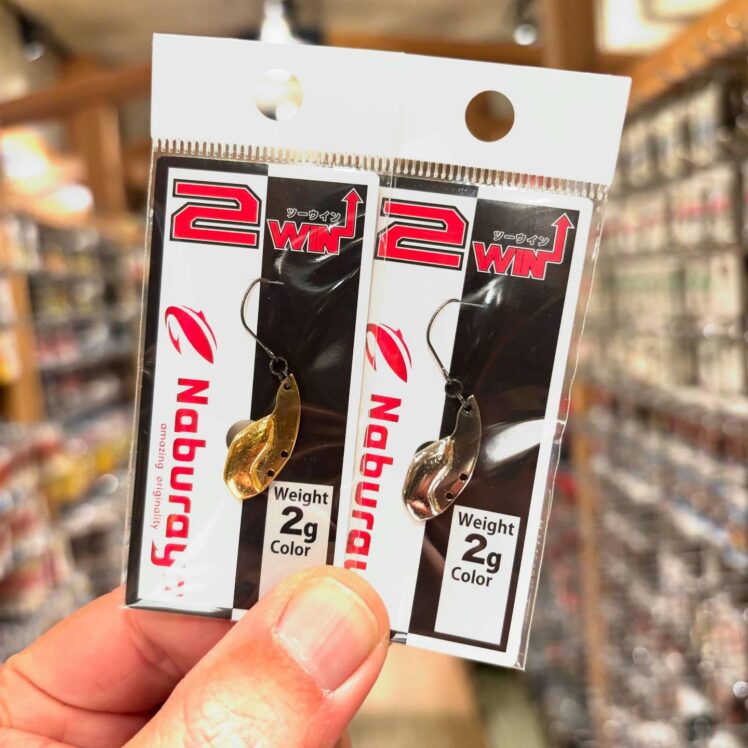 2
ツーウイン
WIN
Naburay
amazing originality
Weight
2g
Color
2
ツーウイン
WIN
Nabura
Weight
2g
Color